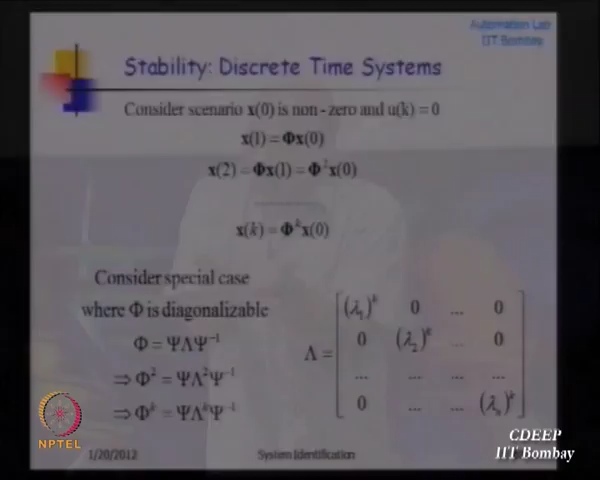 Automation Lab
IIT Bombay
Stability: Discrete Time Systems
Consider scenario x(0) is non - zero and u(k) = 0
x(1) = Φx(0)
x(2) = Φx(1) = Φ²x(0)
x(k) = Φᵏx(0)
Consider special case
where Φ is diagonalizable
Φ = ΨΛΨ⁻¹
⇒ Φ² = ΨΛ²Ψ⁻¹
⇒ Φᵏ = ΨΛᵏΨ⁻¹
Λ = [ (λ₁)ᵏ 0 ... 0
0 (λ₂)ᵏ .. 0
... ... ... ...
0 ... ... (λₙ)ᵏ ]
NPTEL
1/20/2012
System Identification
CDEEP
IIT Bombay